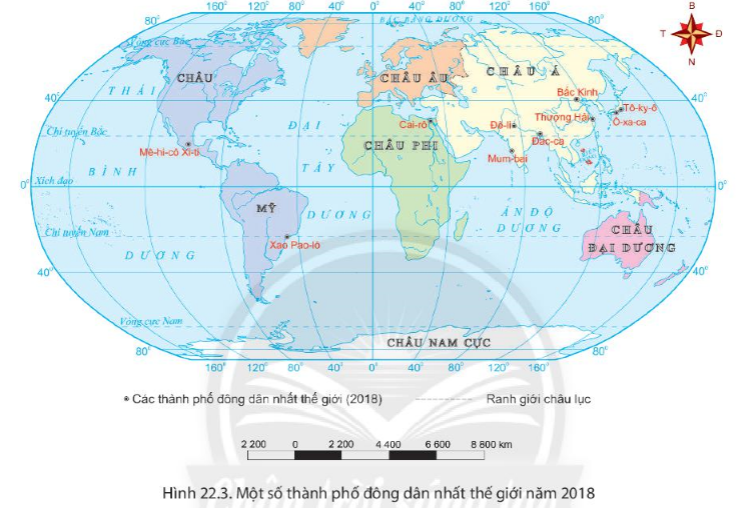 160° 120° 80° 40° 0° 40° 80° 120° 160°
BẮC BĂNG DƯƠNG
B
T Đ
N
80° 80°
Vòng cực Bắc
CHÂU
CHÂU ÂU
CHÂU Á
THÁI
Bắc Kinh
40° 40°
Tô-ky-ô
Thượng Hải
Ô-xa-ca
Cai-rô
Đê-li
ĐẠI
Chí tuyến Bắc
Đac-ca
CHÂU PHI
Mê-hi-cô Xi-ti
Mum-bai
TÂY
BÌNH
0° Xích đạo 0°
MỸ
DƯƠNG
ẤN ĐỘ
DƯƠNG
Chí tuyến Nam
CHÂU
ĐẠI DƯƠNG
Xao Pao-lô
DƯƠNG
40° 40°
Vòng cực Nam
CHÂU NAM CỰC
80° 80°
160° 120° 80° 40° 0° 40° 80° 120° 160°
Các thành phố đông dân nhất thế giới (2018) Ranh giới châu lục
2 200 0 2 200 4 400 6 600 8 800 km
Hình 22.3. Một số thành phố đông dân nhất thế giới năm 2018